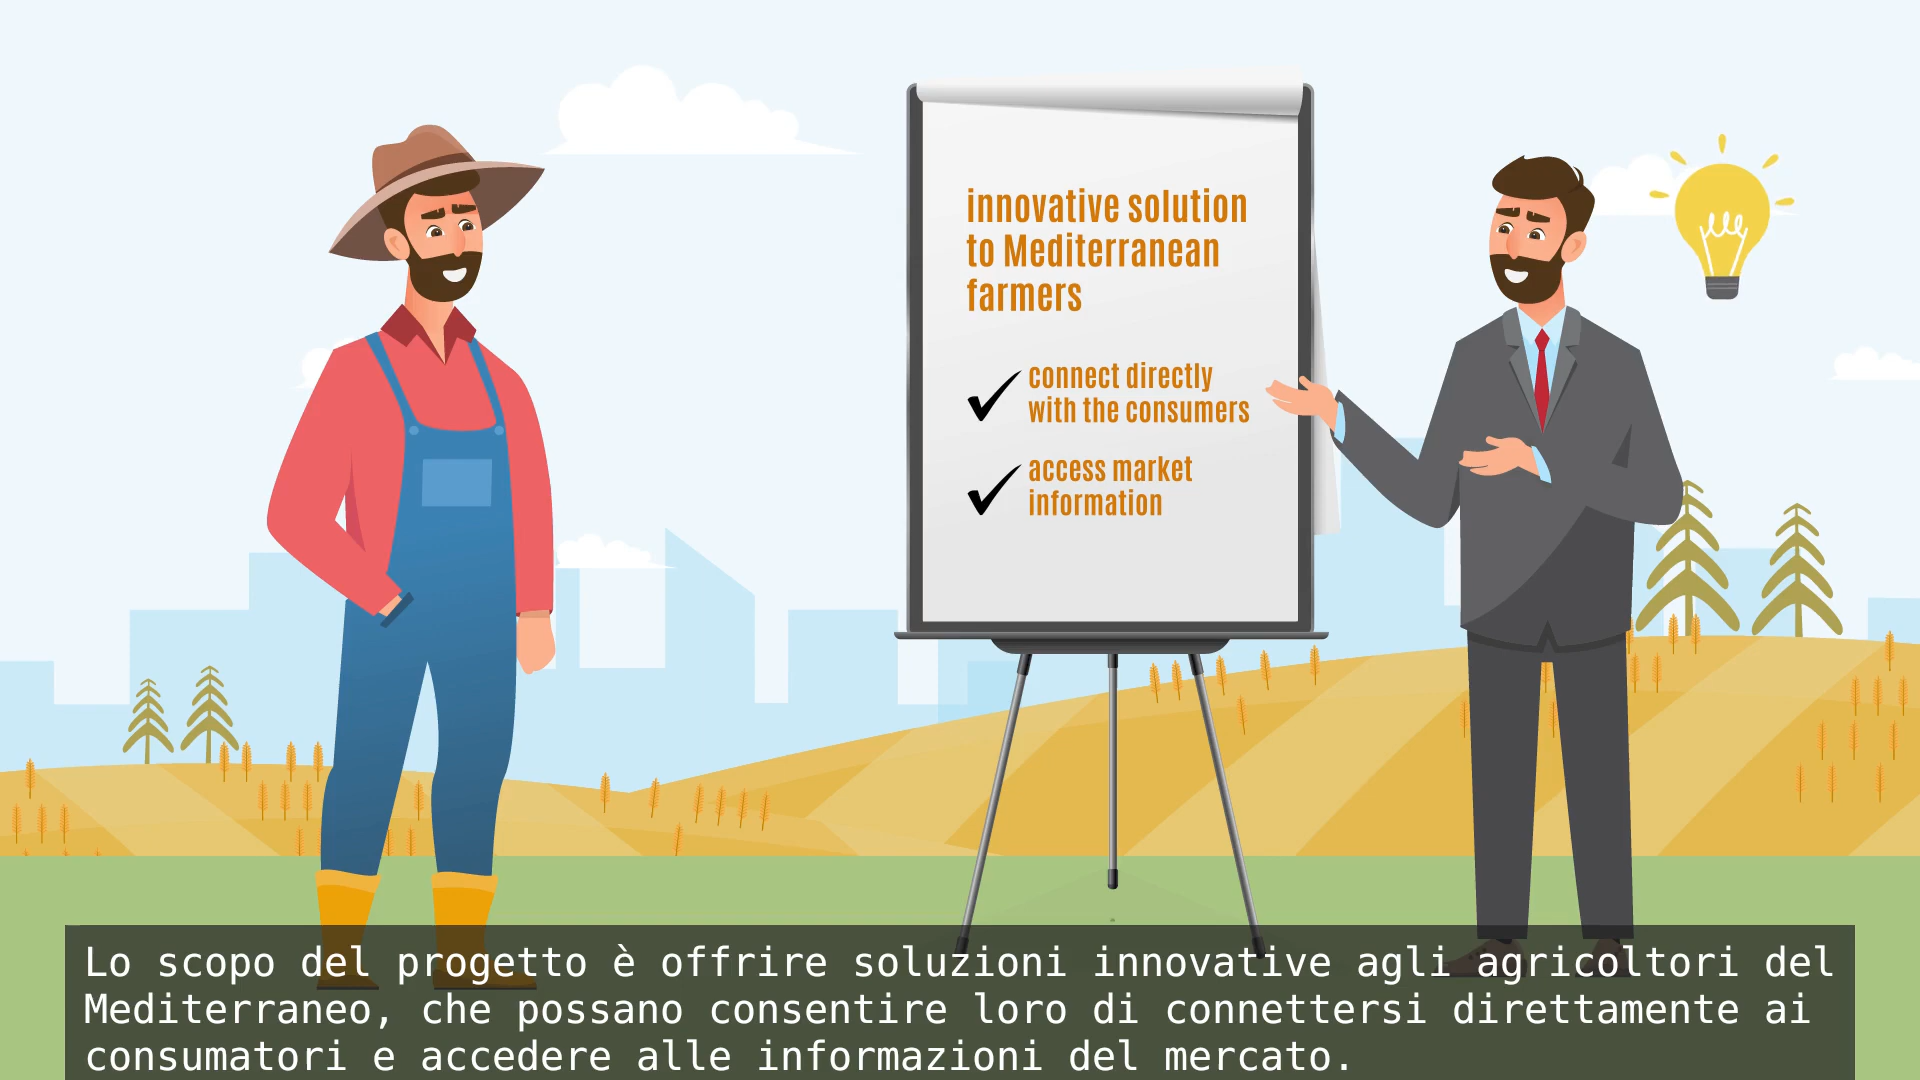 innovative solution
to Mediterranean
farmers
connect directly
with the consumers
access market
information
Lo scopo del progetto è offrire soluzioni innovative agli agricoltori del
Mediterraneo, che possano consentire loro di connettersi direttamente ai
consumatori e accedere alle informazioni del mercato.